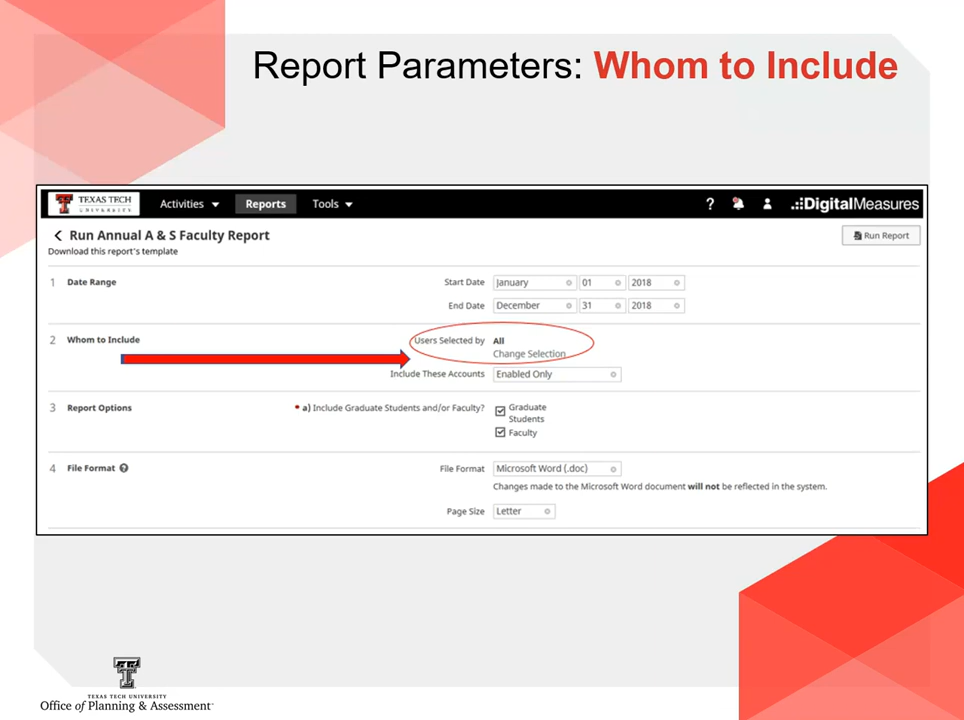 Report Parameters: Whom to Include
TEXAS TECH
UNIVERSITY
Activities
Reports
Tools
?
DigitalMeasures
Run Annual A & S Faculty Report
Run Report
Download this report's template
1 Date Range
Start Date January 01 2018
End Date December 31 2018
2 Whom to Include
Users Selected by All
Change Selection
Include These Accounts Enabled Only
3 Report Options
* a) Include Graduate Students and/or Faculty?
Graduate
Students
Faculty
4 File Format ?
File Format Microsoft Word (.doc)
Changes made to the Microsoft Word document will not be reflected in the system.
Page Size Letter
TEXAS TECH UNIVERSITY
Office of Planning & Assessment